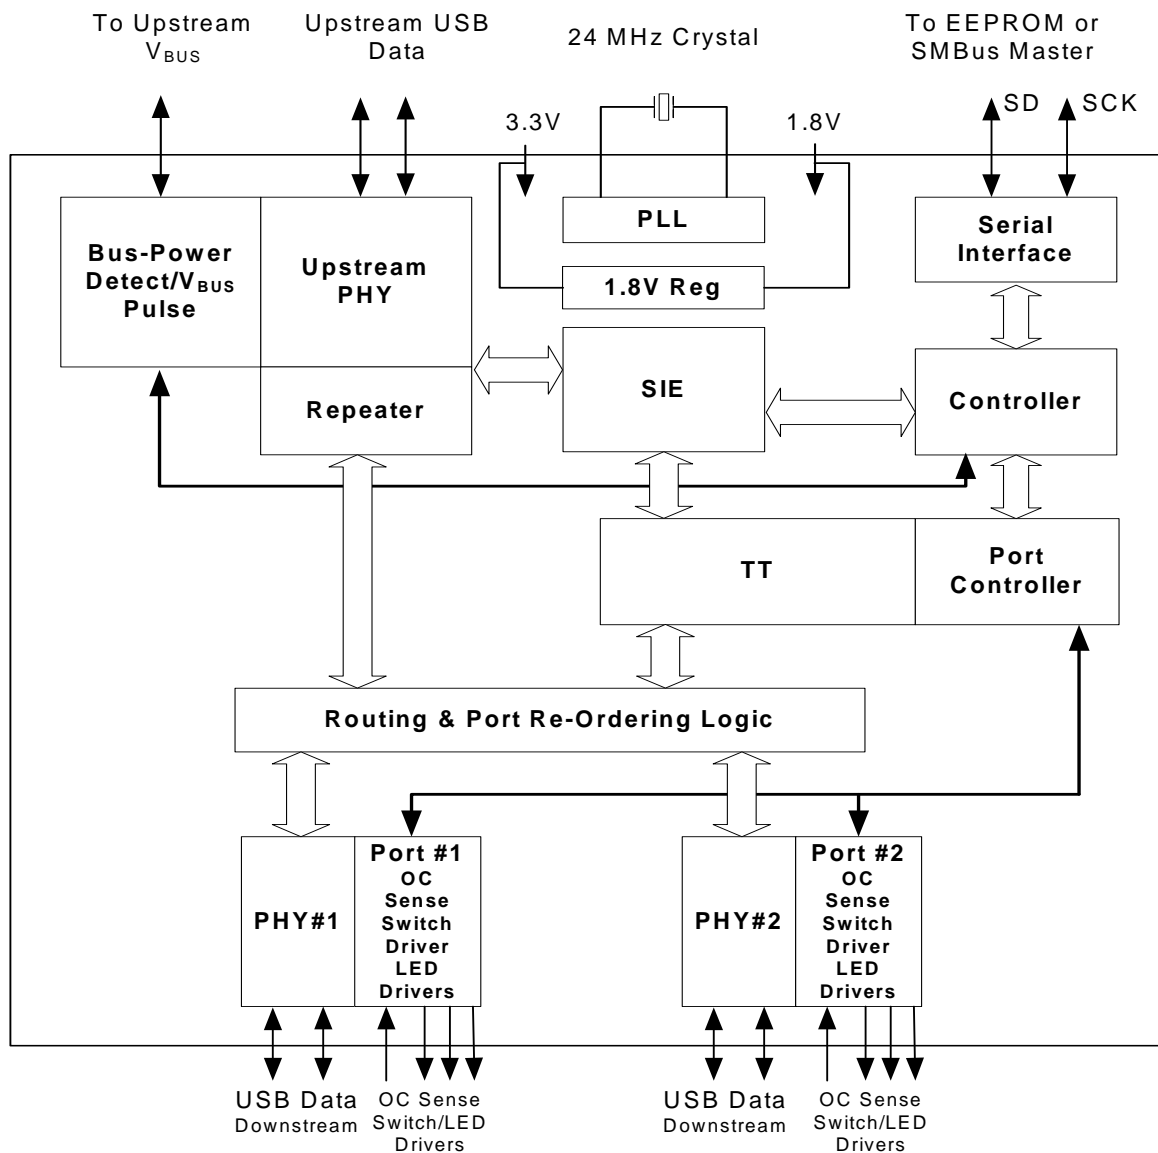 To Upstream
VBUS
Upstream USB
Data
24 MHz Crystal
To EEPROM or
SMBus Master
3.3V
1.8V
SD
SCK
Bus-Power
Detect/VBUS
Pulse
Upstream
PHY
PLL
1.8V Reg
Serial
Interface
Repeater
SIE
Controller
TT
Port
Controller
Routing & Port Re-Ordering Logic
PHY#1
Port #1
OC
Sense
Switch
Driver
LED
Drivers
PHY#2
Port #2
OC
Sense
Switch
Driver
LED
Drivers
USB Data
Downstream
OC Sense
Switch/LED
Drivers
USB Data
Downstream
OC Sense
Switch/LED
Drivers